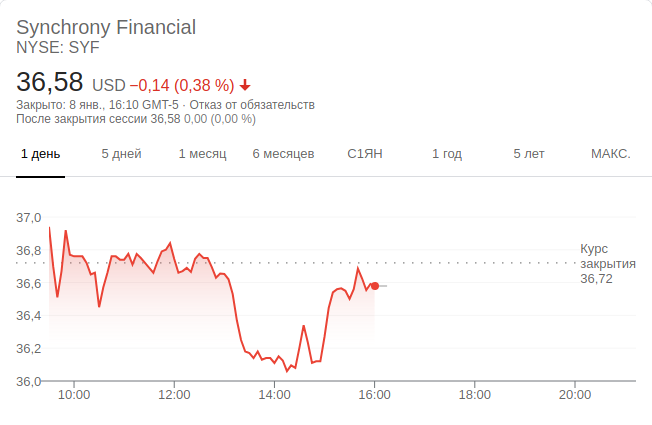 Synchrony Financial
NYSE: SYF
36,58 USD −0,14 (0,38 %)
Закрыто: 8 янв., 16:10 GMT-5 · Отказ от обязательств
После закрытия сессии 36,58 0,00 (0,00 %)
1 день 5 дней 1 месяц 6 месяцев С1ЯН 1 год 5 лет МАКС.
37,0
36,8
36,6
36,4
36,2
36,0
Курс
закрытия
36,72
10:00 12:00 14:00 16:00 18:00 20:00